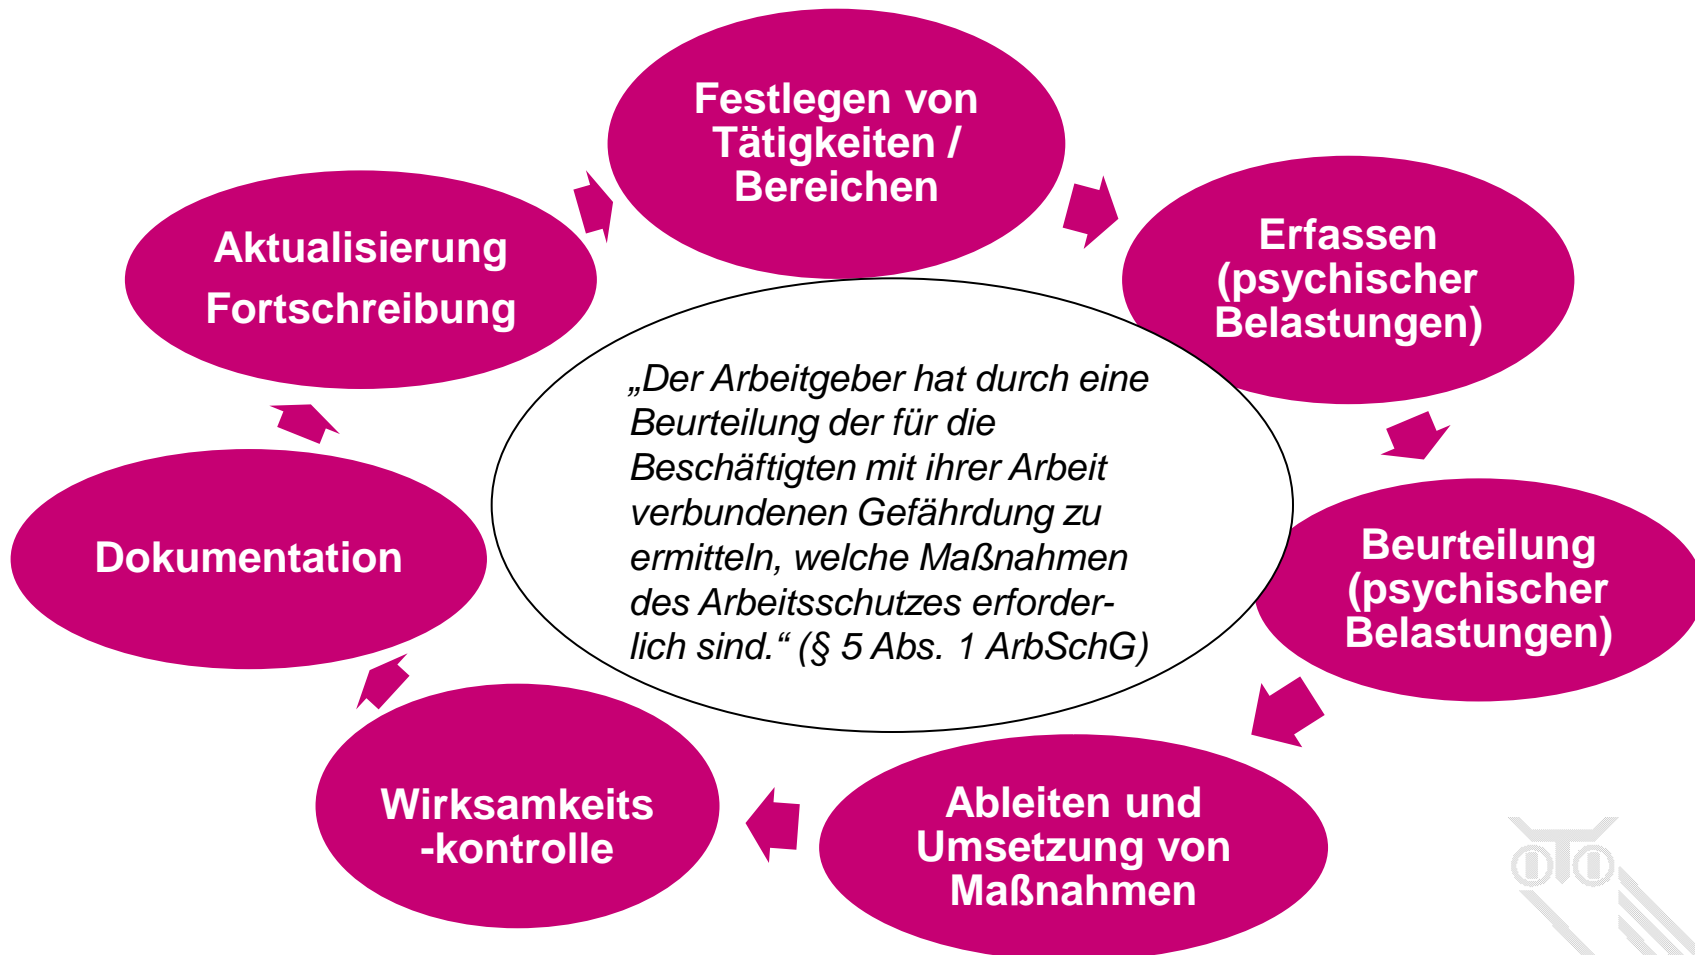 Festlegen von
Tätigkeiten /
Bereichen
Erfassen
(psychischer
Belastungen)
Beurteilung
(psychischer
Belastungen)
Ableiten und
Umsetzung von
Maßnahmen
Wirksamkeits
-kontrolle
Dokumentation
Aktualisierung
Fortschreibung
„Der Arbeitgeber hat durch eine
Beurteilung der für die
Beschäftigten mit ihrer Arbeit
verbundenen Gefährdung zu
ermitteln, welche Maßnahmen
des Arbeitsschutzes erforder-
lich sind.“ (§ 5 Abs. 1 ArbSchG)